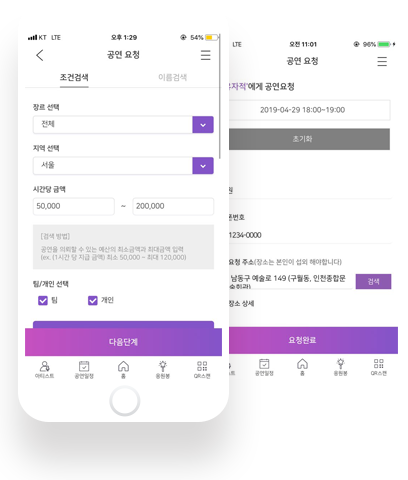 KT LTE
오후 1:29
54%
공연 요청
조건검색
이름검색
장르 선택
전체
지역 선택
서울
시간당 금액
50,000
~
200,000
[검색 방법]
공연을 의뢰할 수 있는 예산의 최소금액과 최대금액 입력
(ex. (1시간 당 지급 금액) 최소 50,000 ~ 최대 120,000)
팀/개인 선택
팀
개인
다음단계
아티스트
공연일정
홈
응원봉
QR스캔
LTE
오전 11:01
96%
공연 요청
자적'에게 공연요청
2019-04-29 18:00~19:00
초기화
원
번호
1234-0000
요청 주소(장소는 본인이 섭외 해야합니다)
남동구 예술로 149 (구월동, 인천종합문
검색
장소 상세
요청완료
스트
공연일정
홈
응원봉
QR스캔